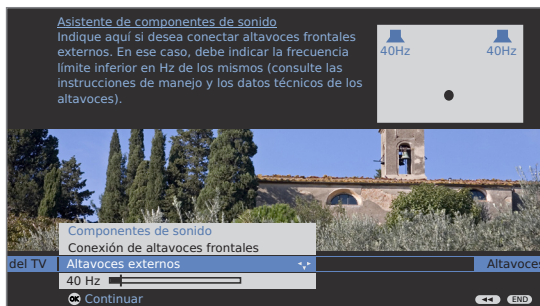 Asistente de componentes de sonido
Indique aquí si desea conectar altavoces frontales
externos. En ese caso, debe indicar la frecuencia
límite inferior en Hz de los mismos (consulte las
instrucciones de manejo y los datos técnicos de los
altavoces).
40Hz 40Hz
Componentes de sonido
Conexión de altavoces frontales
del TV Altavoces externos Altavoces
40 Hz
OK Continuar END